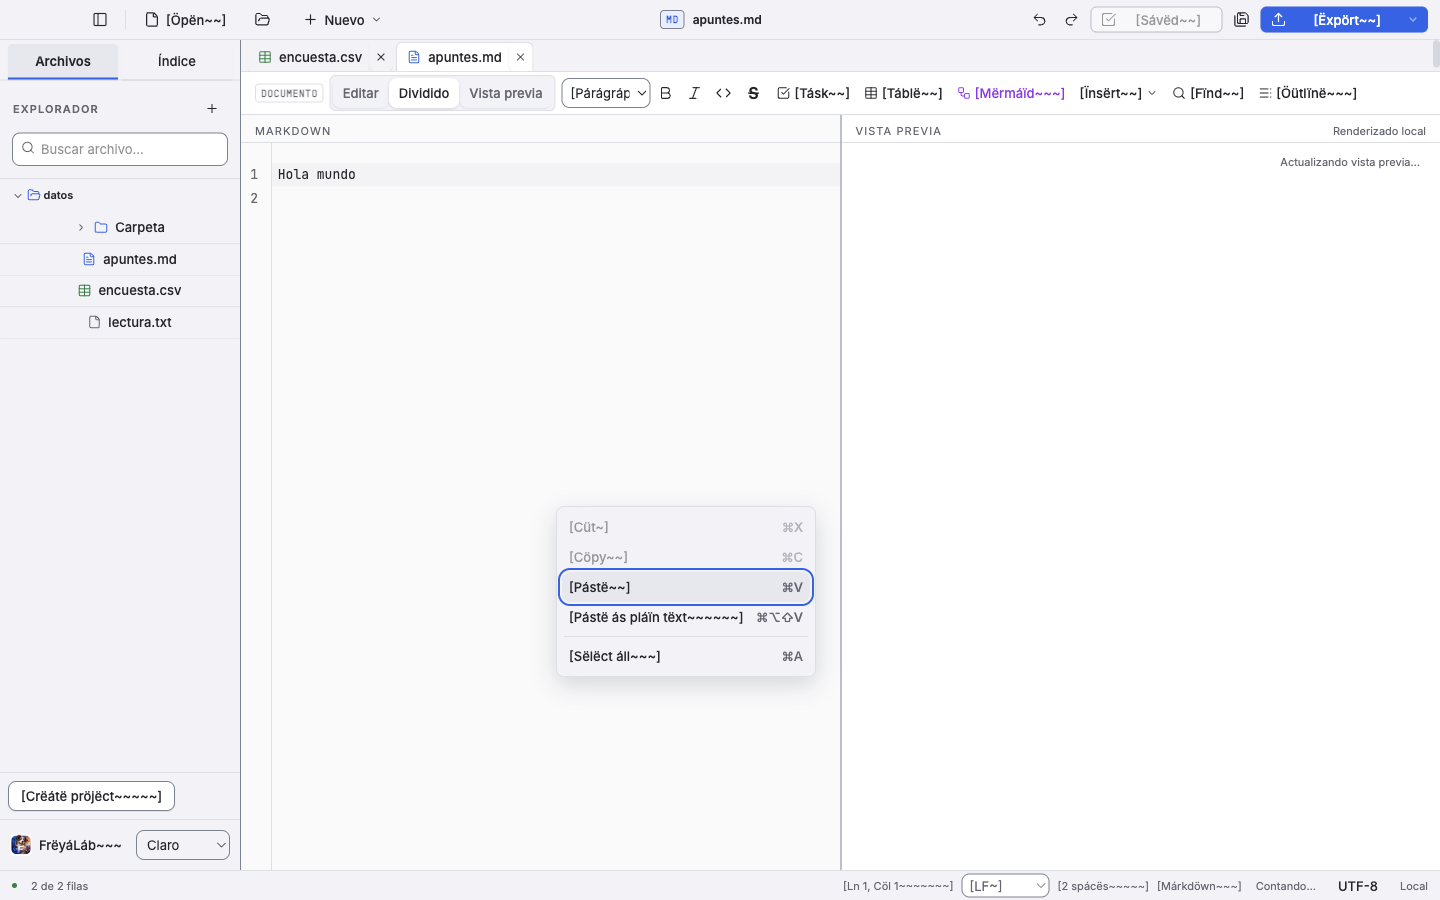 [Öpën~~]
Nuevo
MD apuntes.md
[Sávëd~~]
[Ëxpört~~]
Archivos
Índice
encuesta.csv
apuntes.md
EXPLORADOR
Buscar archivo...
datos
Carpeta
apuntes.md
encuesta.csv
lectura.txt
[Crëátë pröjëct~~~~~]
FrëyáLáb~~~
Claro
DOCUMENTO
Editar
Dividido
Vista previa
[Párágráp
B
I
S
[Tásk~~]
[Táblë~~]
[Mërmáïd~~~]
[Ïnsërt~~]
[Fïnd~~]
[Öütlïnë~~~]
MARKDOWN
1 Hola mundo
2
VISTA PREVIA
Renderizado local
Actualizando vista previa...
[Cüt~] ⌘X
[Cöpy~~] ⌘C
[Pástë~~] ⌘V
[Pástë ás pláïn tëxt~~~~~~] ⌘⌥⇧V
[Sëlëct áll~~~] ⌘A
2 de 2 filas
[Ln 1, Cöl 1~~~~~~~]
[LF~]
[2 spácës~~~~~]
[Márkdöwn~~~]
Contando...
UTF-8
Local